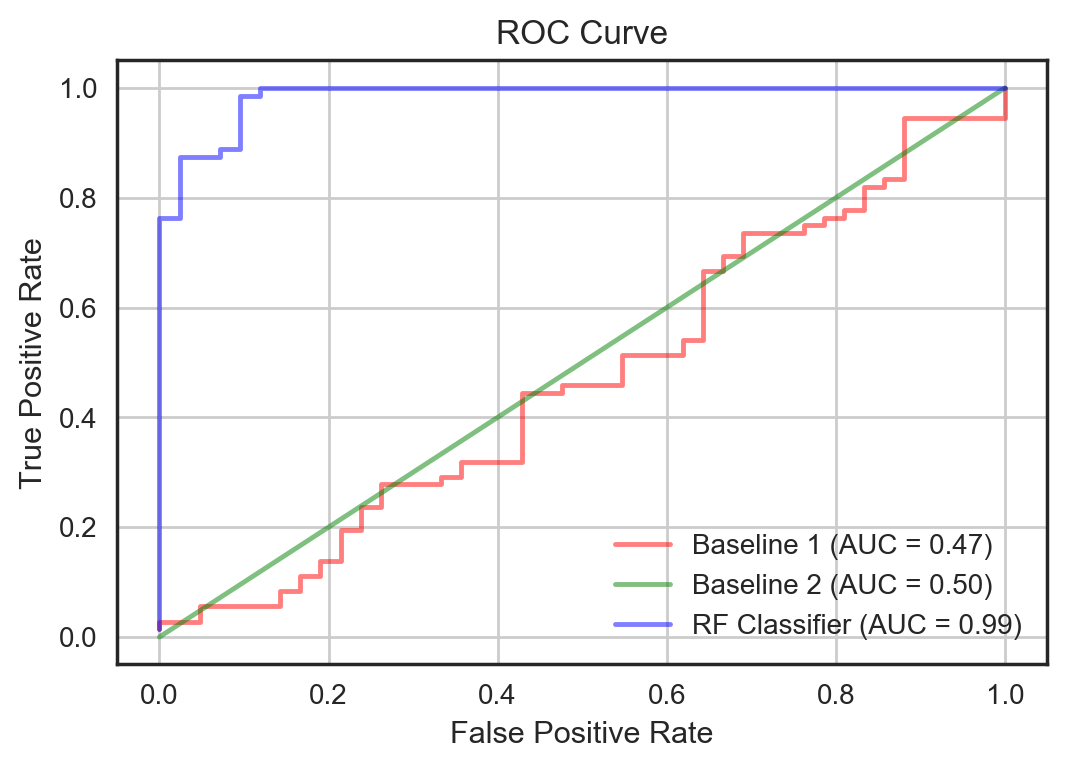 ROC Curve
True Positive Rate
1.0
0.8
0.6
0.4
0.2
0.0
Baseline 1 (AUC = 0.47)
Baseline 2 (AUC = 0.50)
RF Classifier (AUC = 0.99)
0.0 0.2 0.4 0.6 0.8 1.0
False Positive Rate